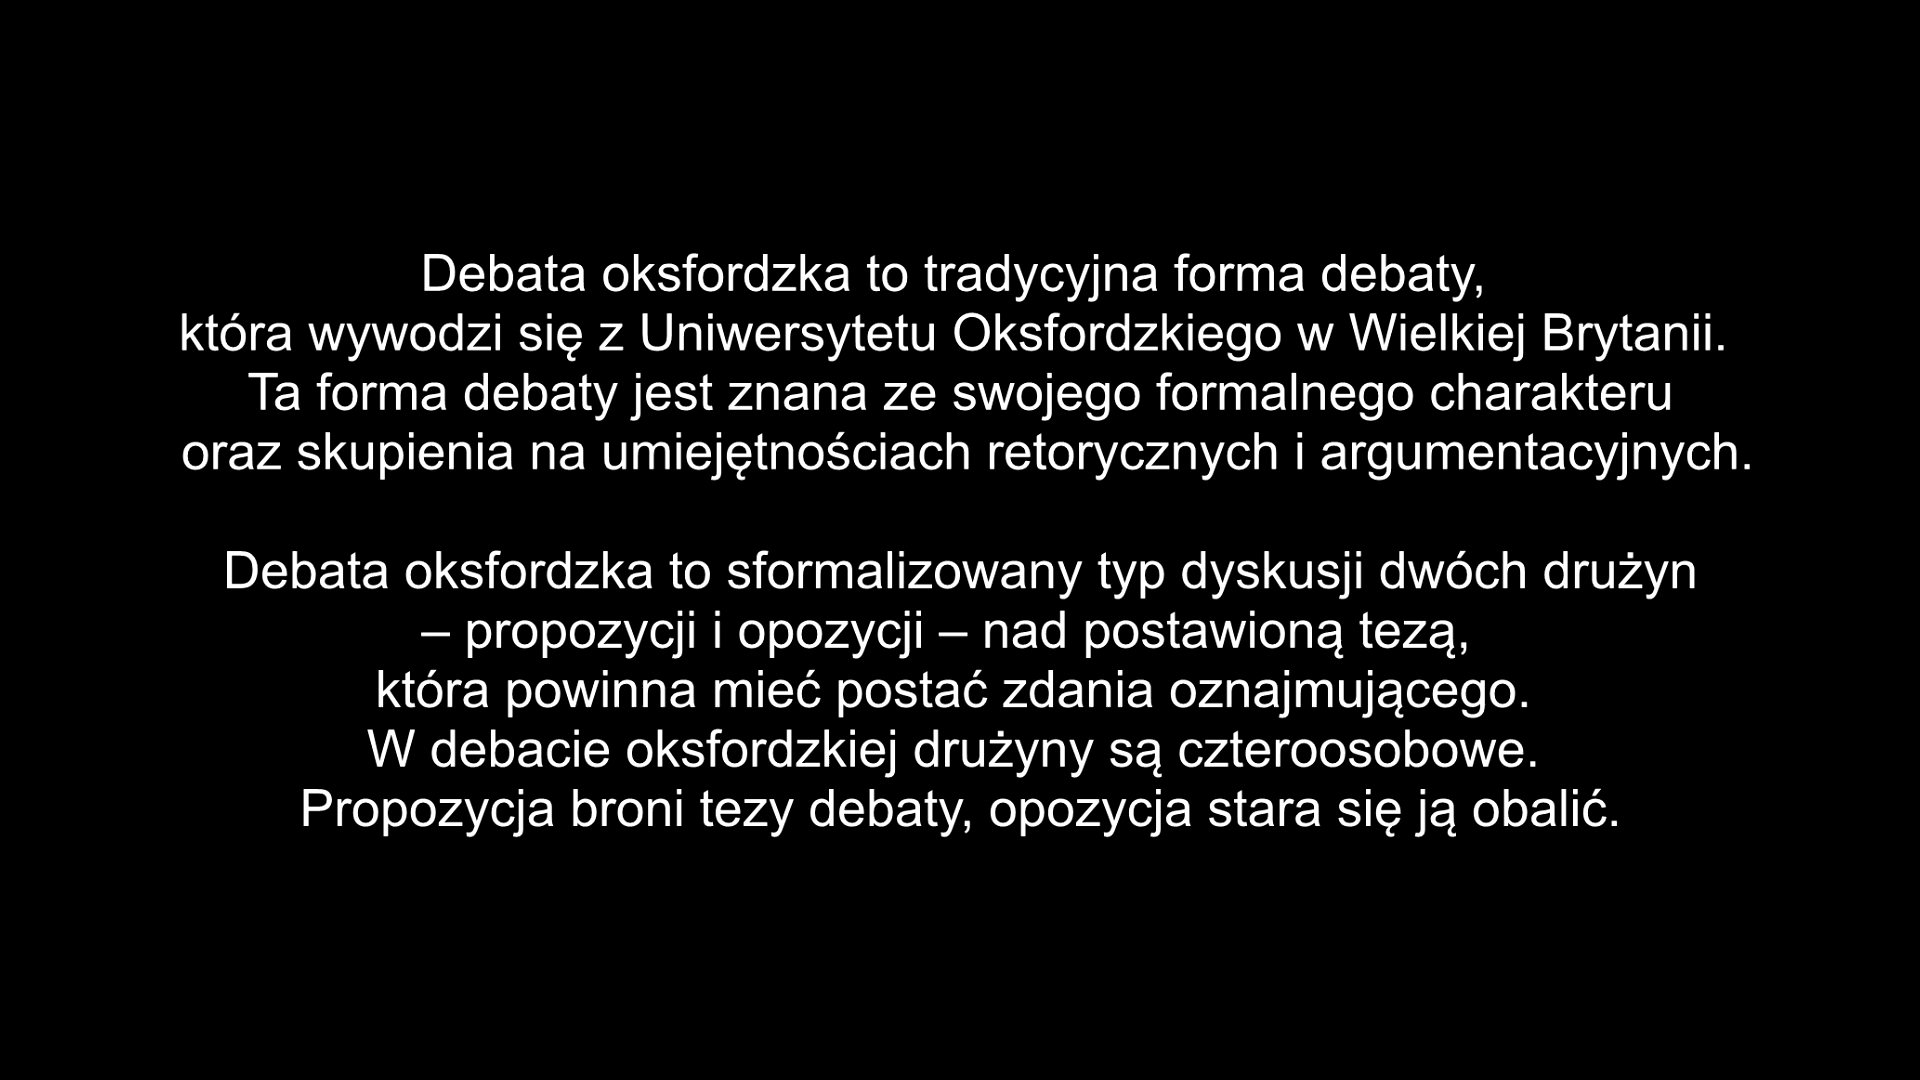 Debata oksfordzka to tradycyjna forma debaty,
która wywodzi się z Uniwersytetu Oksfordzkiego w Wielkiej Brytanii.
Ta forma debaty jest znana ze swojego formalnego charakteru
oraz skupienia na umiejętnościach retorycznych i argumentacyjnych.
Debata oksfordzka to sformalizowany typ dyskusji dwóch drużyn
– propozycji i opozycji – nad postawioną tezą,
która powinna mieć postać zdania oznajmującego.
W debacie oksfordzkiej drużyny są czteroosobowe.
Propozycja broni tezy debaty, opozycja stara się ją obalić.